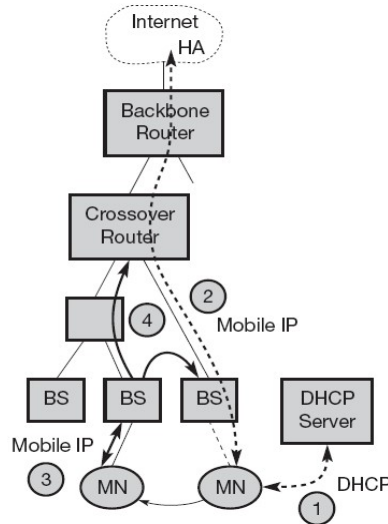 Internet
HA
Backbone
Router
Crossover
Router
2
4
Mobile IP
BS
BS
BS
DHCP
Server
Mobile IP
3
MN
MN
DHCP
1